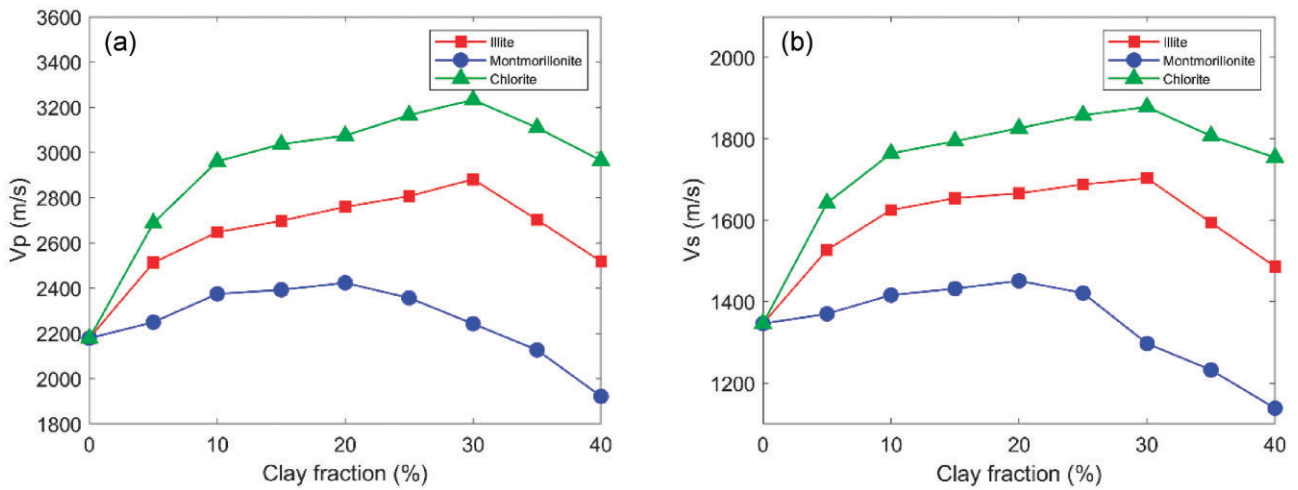 (a)
Illite
Montmorillonite
Chlorite
3600
3400
3200
3000
2800
2600
2400
2200
2000
1800
Vp (m/s)
0 10 20 30 40
Clay fraction (%)
(b)
Illite
Montmorillonite
Chlorite
2000
1800
1600
1400
1200
Vs (m/s)
0 10 20 30 40
Clay fraction (%)